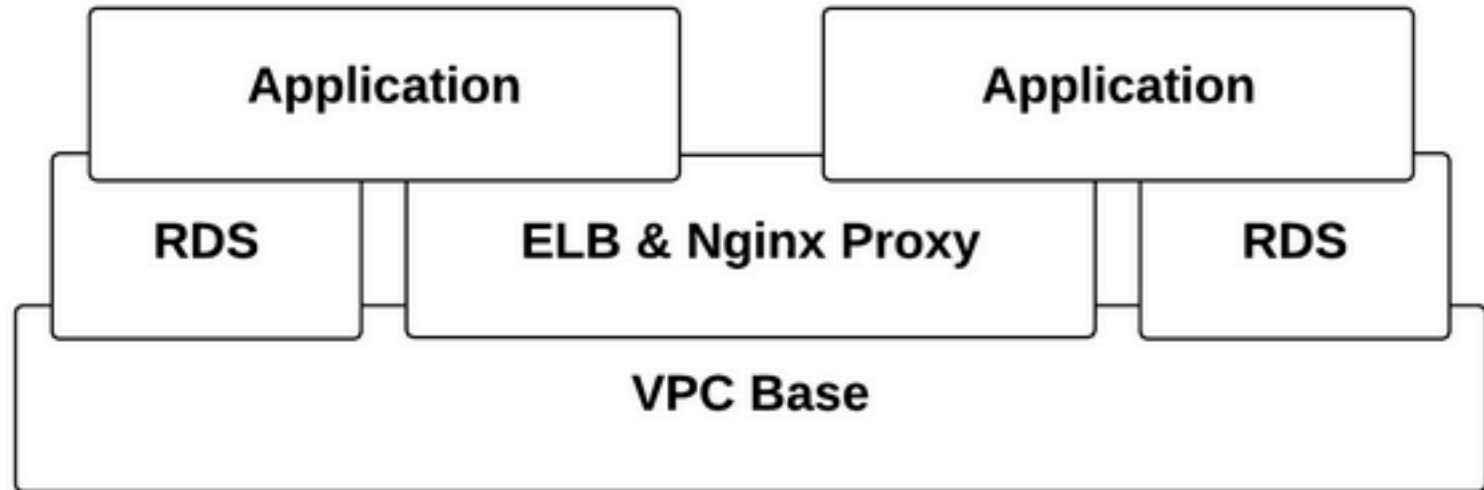 Application
Application
RDS
ELB & Nginx Proxy
RDS
VPC Base